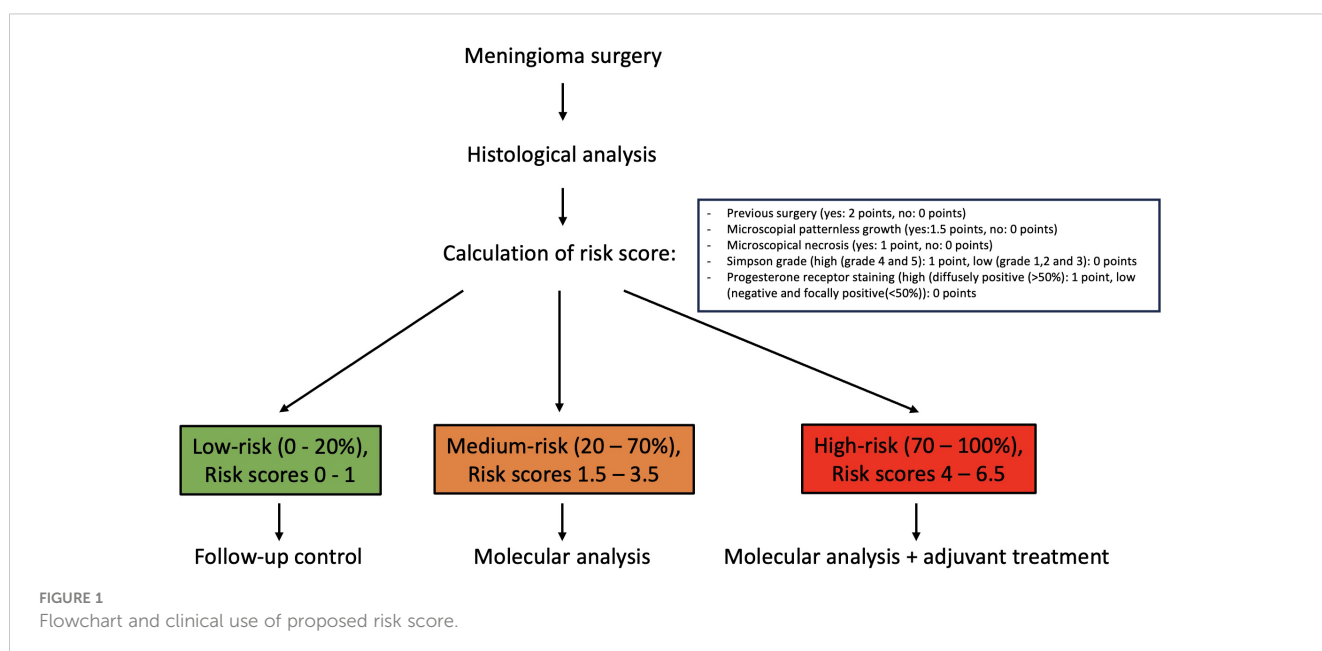 Meningioma surgery
Histological analysis
Calculation of risk score:
- Previous surgery (yes: 2 points, no: 0 points)
- Microscopial patternless growth (yes:1.5 points, no: 0 points)
- Microscopical necrosis (yes: 1 point, no: 0 points)
- Simpson grade (high (grade 4 and 5): 1 point, low (grade 1,2 and 3): 0 points
- Progesterone receptor staining (high (diffusely positive (>50%): 1 point, low
(negative and focally positive(<50%)): 0 points
Low-risk (0 - 20%),
Risk scores 0 - 1
Medium-risk (20 – 70%),
Risk scores 1.5 – 3.5
High-risk (70 – 100%),
Risk scores 4 – 6.5
Follow-up control
Molecular analysis
Molecular analysis + adjuvant treatment
FIGURE 1
Flowchart and clinical use of proposed risk score.